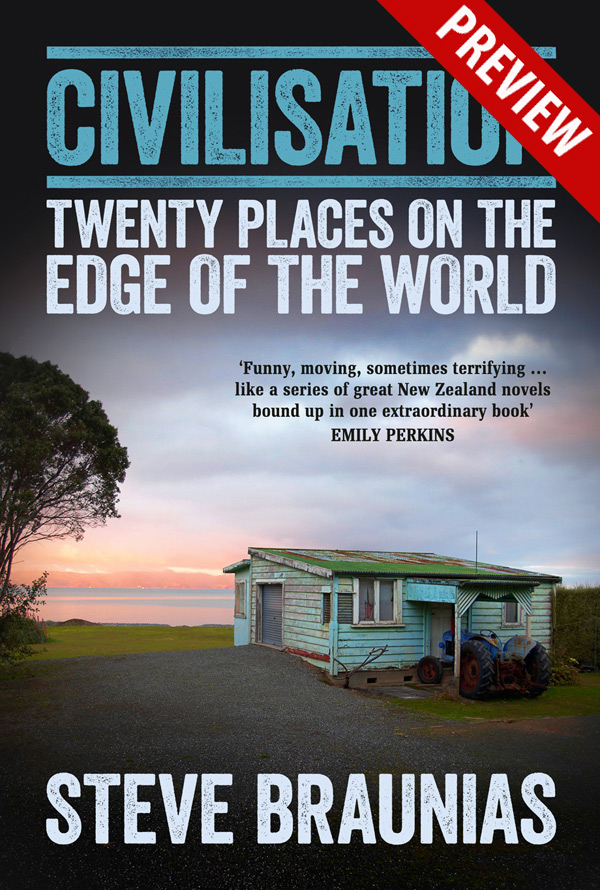 PREVIEW
CIVILISATION
TWENTY PLACES ON THE
EDGE OF THE WORLD
‘Funny, moving, sometimes terrifying ...
like a series of great New Zealand novels
bound up in one extraordinary book’
EMILY PERKINS
STEVE BRAUNIAS